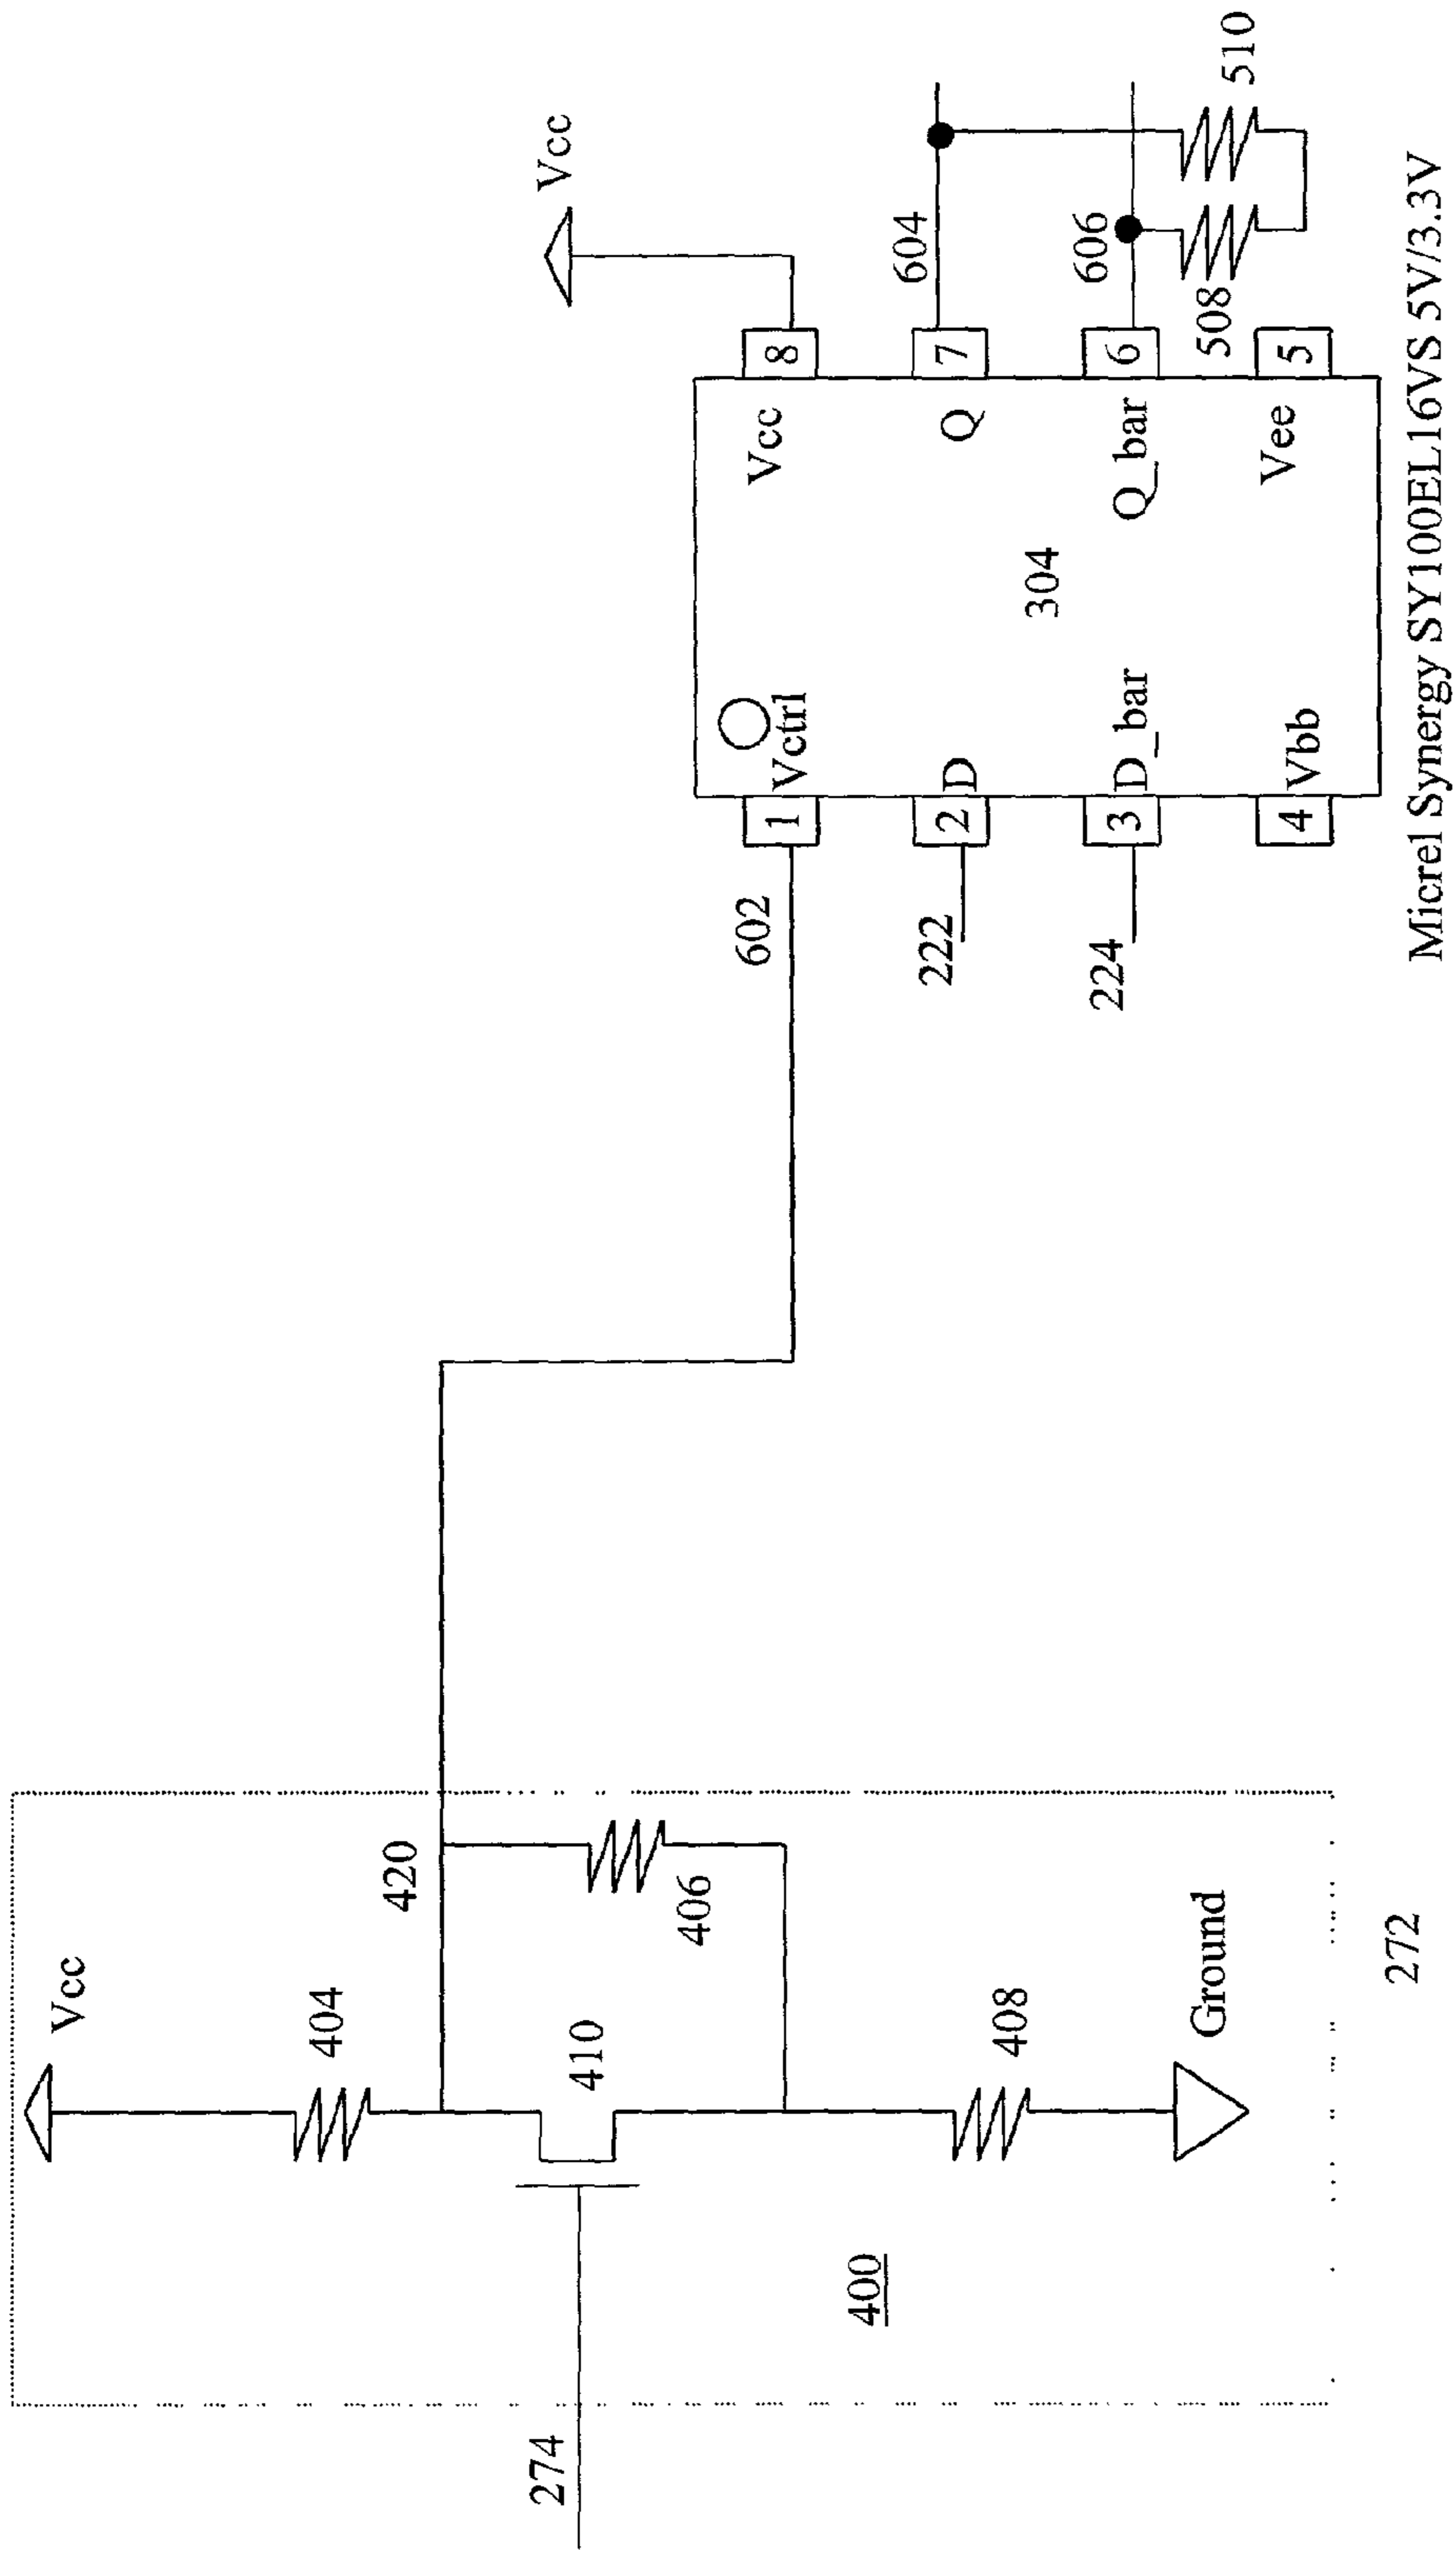 Vcc
404
420
410
406
408
Ground
400
274
272
Vcc
602
1
Vctrl
Vcc
8
222
2
D
Q
7
604
304
224
3
D_bar
Q_bar
6
606
4
Vbb
Vee
5
508
510
Micrel Synergy SY100EL16VS 5V/3.3V